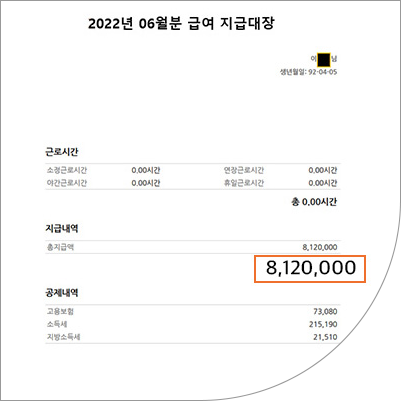 2022년 06월분 급여 지급대장
이 님
생년월일: 92-04-05
근로시간
소정근로시간 0.00시간 연장근로시간 0.00시간
야간근로시간 0.00시간 휴일근로시간 0.00시간
총 0.00시간
지급내역
총지급액 8,120,000
8,120,000
공제내역
고용보험 73,080
소득세 215,190
지방소득세 21,510